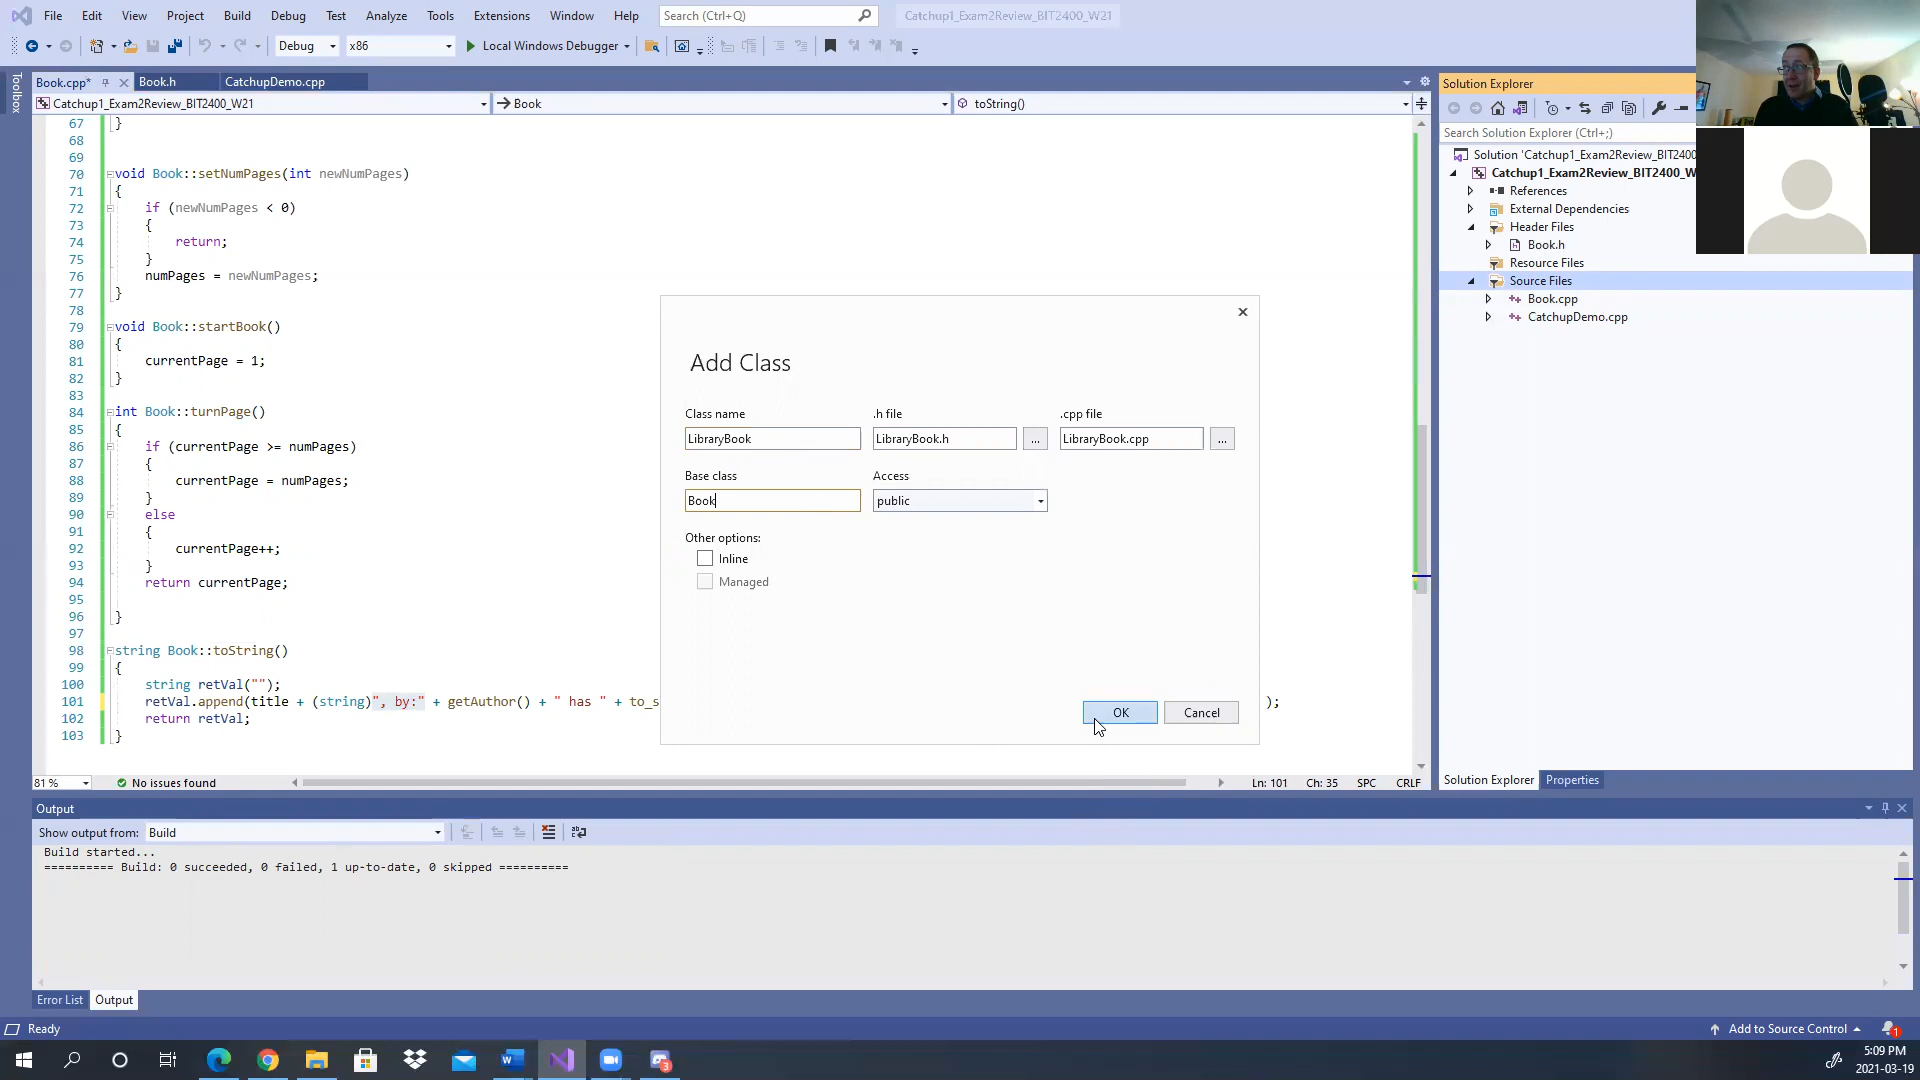 File Edit View Project Build Debug Test Analyze Tools Extensions Window Help Search (Ctrl+Q) Catchup1_Exam2Review_BIT2400_W21
Debug x86 Local Windows Debugger
Toolbox
Book.cpp* Book.h CatchupDemo.cpp
Catchup1_Exam2Review_BIT2400_W21 Book toString()
67 }
68
69
70 void Book::setNumPages(int newNumPages)
71 {
72 if (newNumPages < 0)
73 {
74 return;
75 }
76 numPages = newNumPages;
77 }
78
79 void Book::startBook()
80 {
81 currentPage = 1;
82 }
83
84 int Book::turnPage()
85 {
86 if (currentPage >= numPages)
87 {
88 currentPage = numPages;
89 }
90 else
91 {
92 currentPage++;
93 }
94 return currentPage;
95
96 }
97
98 string Book::toString()
99 {
100 string retVal("");
101 retVal.append(title + (string)", by:" + getAuthor() + " has " + to_s );
102 return retVal;
103 }
Add Class
Class name .h file .cpp file
LibraryBook LibraryBook.h ... LibraryBook.cpp ...
Base class Access
Book public
Other options:
Inline
Managed
OK Cancel
81 % No issues found Ln: 101 Ch: 35 SPC CRLF
Solution Explorer
Search Solution Explorer (Ctrl+;)
Solution 'Catchup1_Exam2Review_BIT2400
Catchup1_Exam2Review_BIT2400_W
References
External Dependencies
Header Files
Book.h
Resource Files
Source Files
Book.cpp
CatchupDemo.cpp
Solution Explorer Properties
Output
Show output from: Build
Build started...
========== Build: 0 succeeded, 0 failed, 1 up-to-date, 0 skipped ==========
Error List Output
Ready Add to Source Control 1
3
5:09 PM
2021-03-19